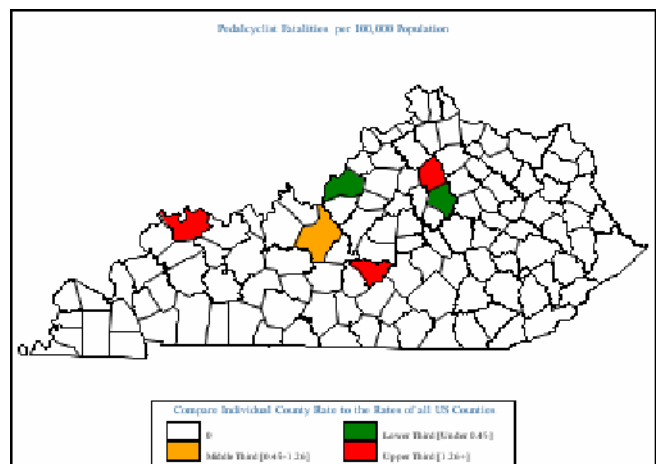 Pedalcyclist Fatalities per 100,000 Population
Compare Individual County Rate to the Rates of all US Counties
0
Lower Third [Under 0.45]
Middle Third [0.45-1.26]
Upper Third [1.26+]